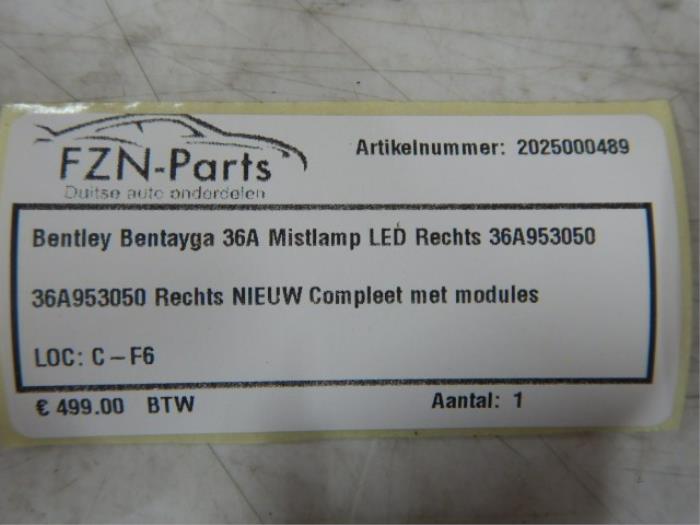 FZN-Parts
Duitse auto onderdelen
Artikelnummer: 2025000489
Bentley Bentayga 36A Mistlamp LED Rechts 36A953050
36A953050 Rechts NIEUW Compleet met modules
LOC: C-F6
€ 499.00 BTW
Aantal: 1